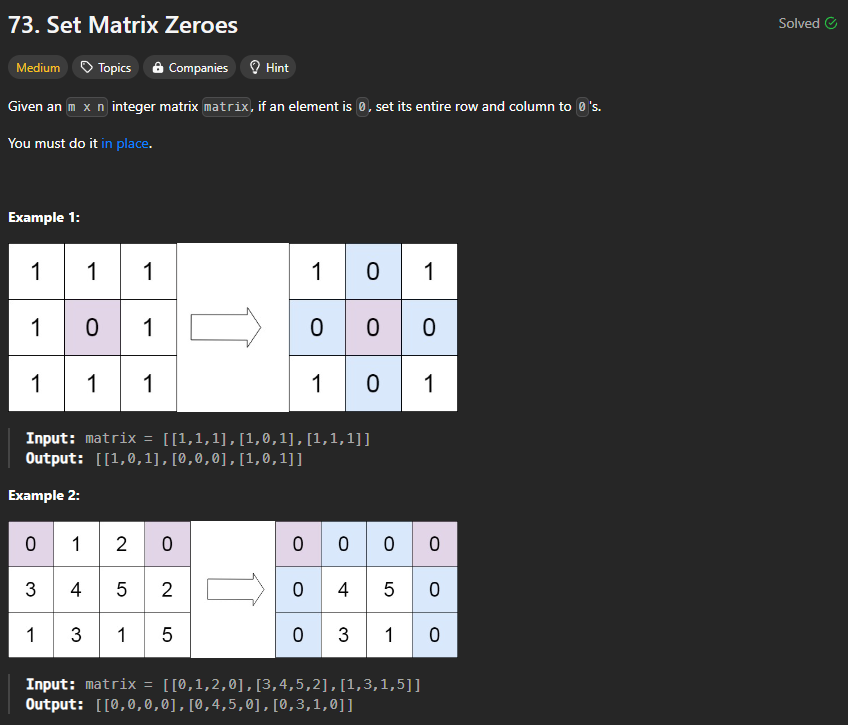 73. Set Matrix Zeroes
Solved
Medium Topics Companies Hint
Given an m x n integer matrix matrix, if an element is 0, set its entire row and column to 0's.
You must do it in place.
Example 1:
1 1 1 1 0 1
1 0 1 0 0 0
1 1 1 1 0 1
Input: matrix = [[1,1,1],[1,0,1],[1,1,1]]
Output: [[1,0,1],[0,0,0],[1,0,1]]
Example 2:
0 1 2 0 0 0 0 0
3 4 5 2 0 4 5 0
1 3 1 5 0 3 1 0
Input: matrix = [[0,1,2,0],[3,4,5,2],[1,3,1,5]]
Output: [[0,0,0,0],[0,4,5,0],[0,3,1,0]]